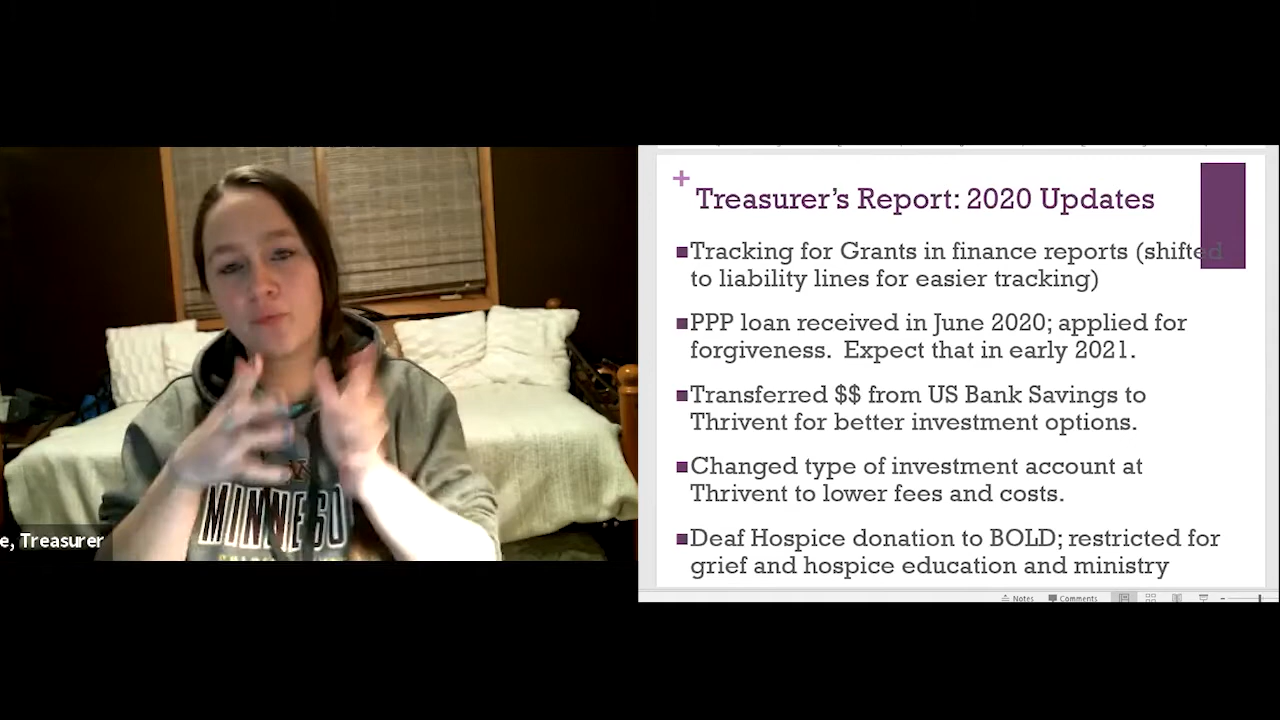 e, Treasurer
MINNESO
+
Treasurer's Report: 2020 Updates
■Tracking for Grants in finance reports (shifted
to liability lines for easier tracking)
■PPP loan received in June 2020; applied for
forgiveness.  Expect that in early 2021.
■Transferred $$ from US Bank Savings to
Thrivent for better investment options.
■Changed type of investment account at
Thrivent to lower fees and costs.
■Deaf Hospice donation to BOLD; restricted for
grief and hospice education and ministry
Notes Comments